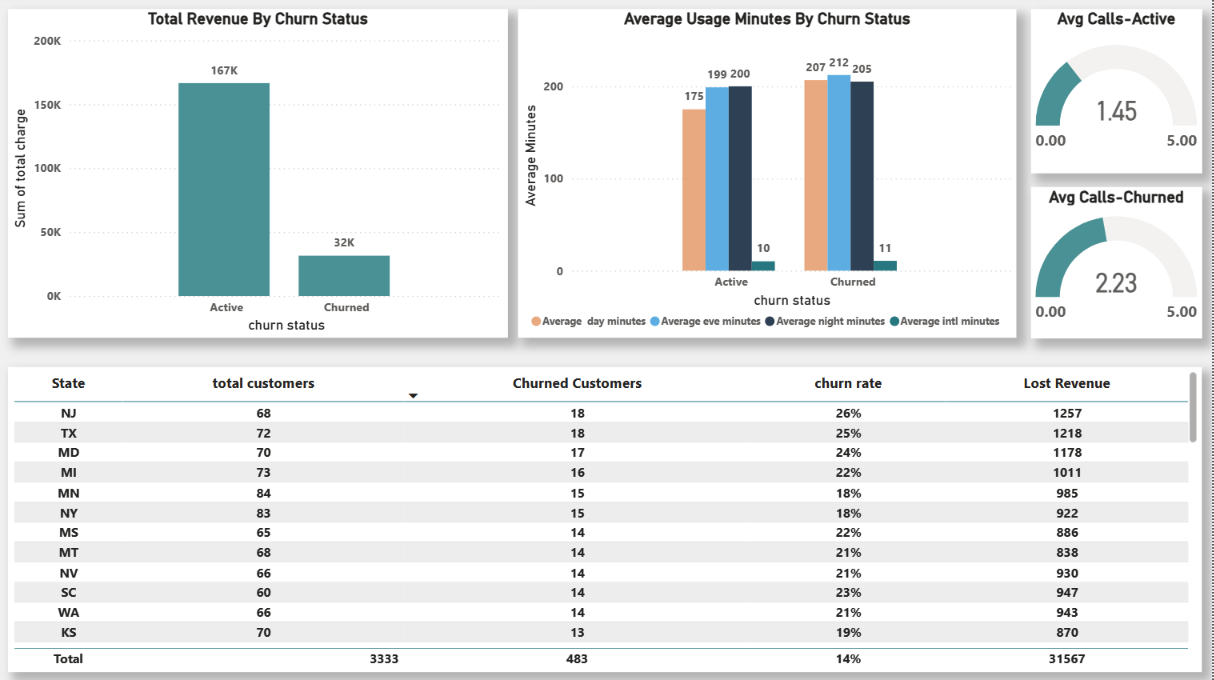 Total Revenue By Churn Status
200K
150K
100K
50K
0K
Sum of total charge
167K
32K
Active
Churned
churn status
Average Usage Minutes By Churn Status
200
100
0
Average Minutes
175
199
200
10
207
212
205
11
Active
Churned
churn status
Average day minutes Average eve minutes Average night minutes Average intl minutes
Avg Calls-Active
1.45
0.00 5.00
Avg Calls-Churned
2.23
0.00 5.00
State total customers Churned Customers churn rate Lost Revenue
NJ 68 18 26% 1257
TX 72 18 25% 1218
MD 70 17 24% 1178
MI 73 16 22% 1011
MN 84 15 18% 985
NY 83 15 18% 922
MS 65 14 22% 886
MT 68 14 21% 838
NV 66 14 21% 930
SC 60 14 23% 947
WA 66 14 21% 943
KS 70 13 19% 870
Total 3333 483 14% 31567